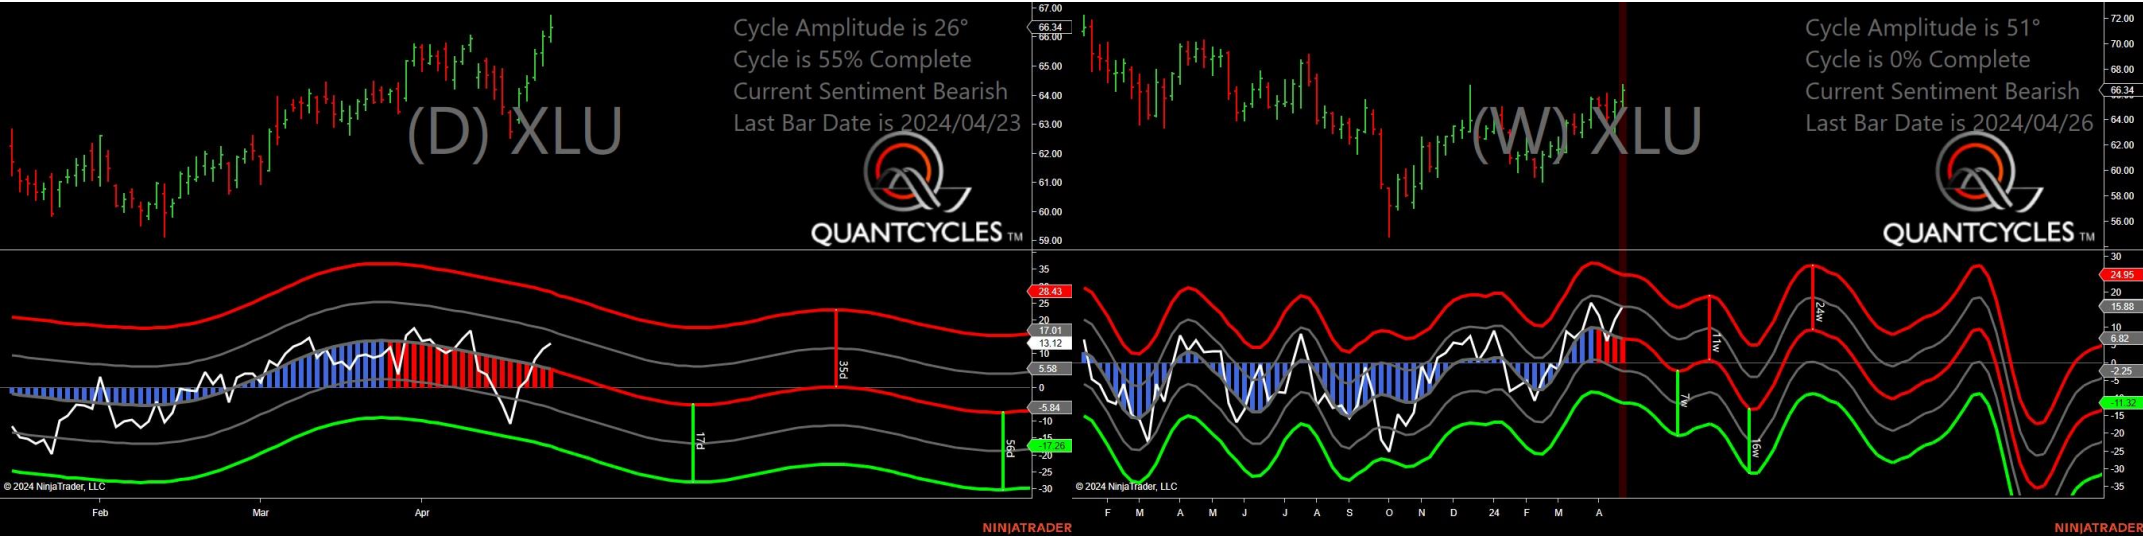 Cycle Amplitude is 26°
Cycle is 55% Complete
Current Sentiment Bearish
Last Bar Date is 2024/04/23
(D) XLU
QUANTCYCLES TM
67.00
66.34
66.00
65.00
64.00
63.00
62.00
61.00
60.00
59.00
35
28.43
25
20
17.01
13.12
10
5.58
0
-5.84
-10
-15
-17.26
-20
-25
-30
35d
17d
56d
© 2024 NinjaTrader, LLC
Feb Mar Apr
NINJATRADER
Cycle Amplitude is 51°
Cycle is 0% Complete
Current Sentiment Bearish
Last Bar Date is 2024/04/26
(W) XLU
QUANTCYCLES TM
72.00
70.00
68.00
66.34
64.00
62.00
60.00
58.00
56.00
30
24.95
20
15.88
10
6.82
0
-2.25
-5
-11.32
-15
-20
-25
-30
-35
11w
24w
7w
16w
© 2024 NinjaTrader, LLC
F M A M J J A S O N D 24 F M A
NINJATRADER